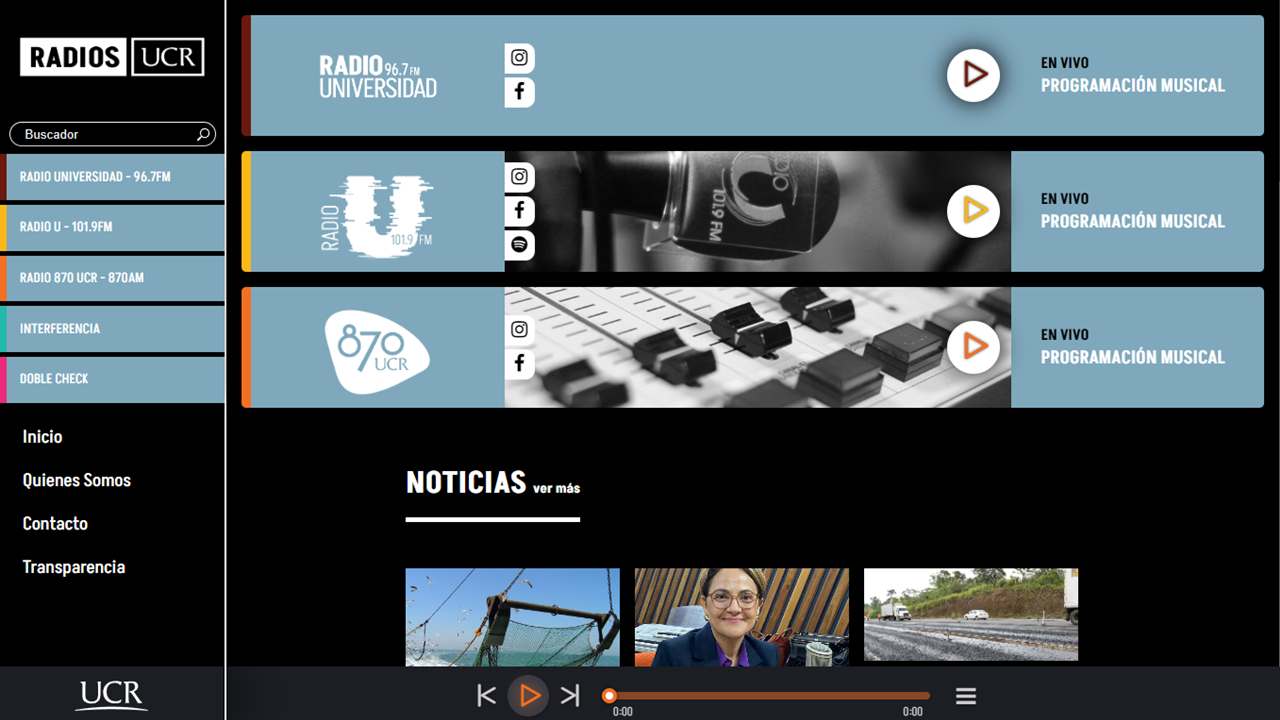 RADIOS UCR
Buscador
RADIO UNIVERSIDAD - 96.7FM
RADIO U - 101.9FM
RADIO 870 UCR - 870AM
INTERFERENCIA
DOBLE CHECK
Inicio
Quienes Somos
Contacto
Transparencia
UCR
RADIO 96.7 FM
UNIVERSIDAD
EN VIVO
PROGRAMACIÓN MUSICAL
RADIO U
101.9 FM
101.9 FM
EN VIVO
PROGRAMACIÓN MUSICAL
870
UCR
EN VIVO
PROGRAMACIÓN MUSICAL
NOTICIAS ver más
0:00
0:00